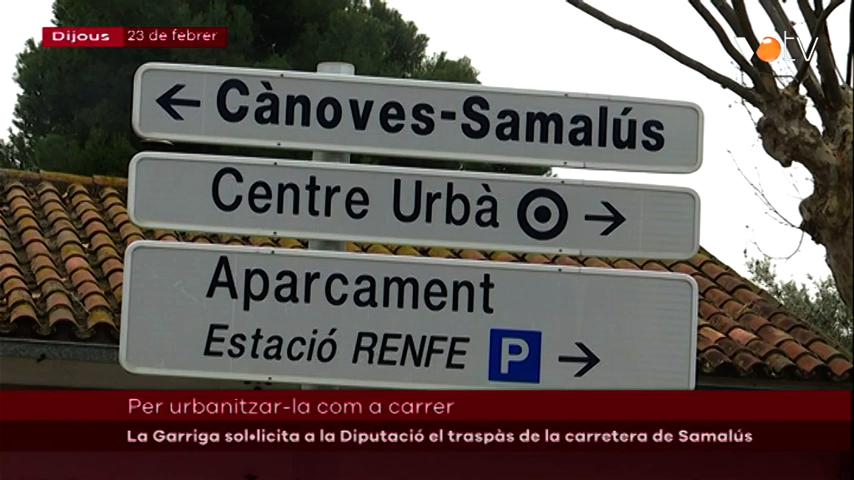 Dijous 23 de febrer
votv
← Cànoves-Samalús
Centre Urbà →
Aparcament
Estació RENFE P →
Per urbanitzar-la com a carrer
La Garriga sol•licita a la Diputació el traspàs de la carretera de Samalús